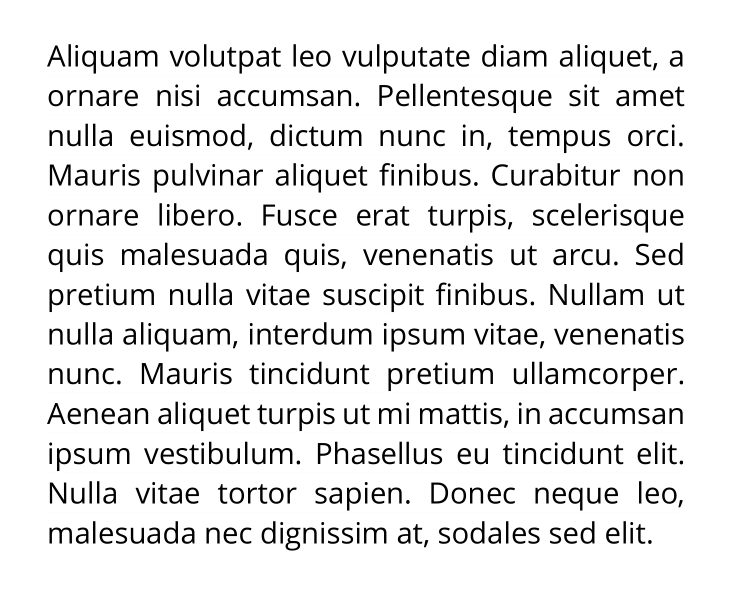 Aliquam volutpat leo vulputate diam aliquet, a
ornare nisi accumsan. Pellentesque sit amet
nulla euismod, dictum nunc in, tempus orci.
Mauris pulvinar aliquet finibus. Curabitur non
ornare libero. Fusce erat turpis, scelerisque
quis malesuada quis, venenatis ut arcu. Sed
pretium nulla vitae suscipit finibus. Nullam ut
nulla aliquam, interdum ipsum vitae, venenatis
nunc. Mauris tincidunt pretium ullamcorper.
Aenean aliquet turpis ut mi mattis, in accumsan
ipsum vestibulum. Phasellus eu tincidunt elit.
Nulla vitae tortor sapien. Donec neque leo,
malesuada nec dignissim at, sodales sed elit.